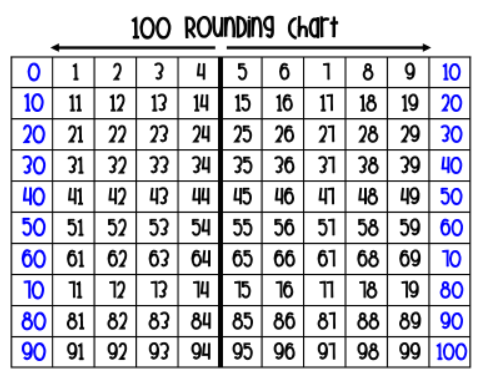 100 Rounding Chart
0 1 2 3 4 5 6 7 8 9 10
10 11 12 13 14 15 16 17 18 19 20
20 21 22 23 24 25 26 27 28 29 30
30 31 32 33 34 35 36 37 38 39 40
40 41 42 43 44 45 46 47 48 49 50
50 51 52 53 54 55 56 57 58 59 60
60 61 62 63 64 65 66 67 68 69 70
70 71 72 73 74 75 76 77 78 79 80
80 81 82 83 84 85 86 87 88 89 90
90 91 92 93 94 95 96 97 98 99 100